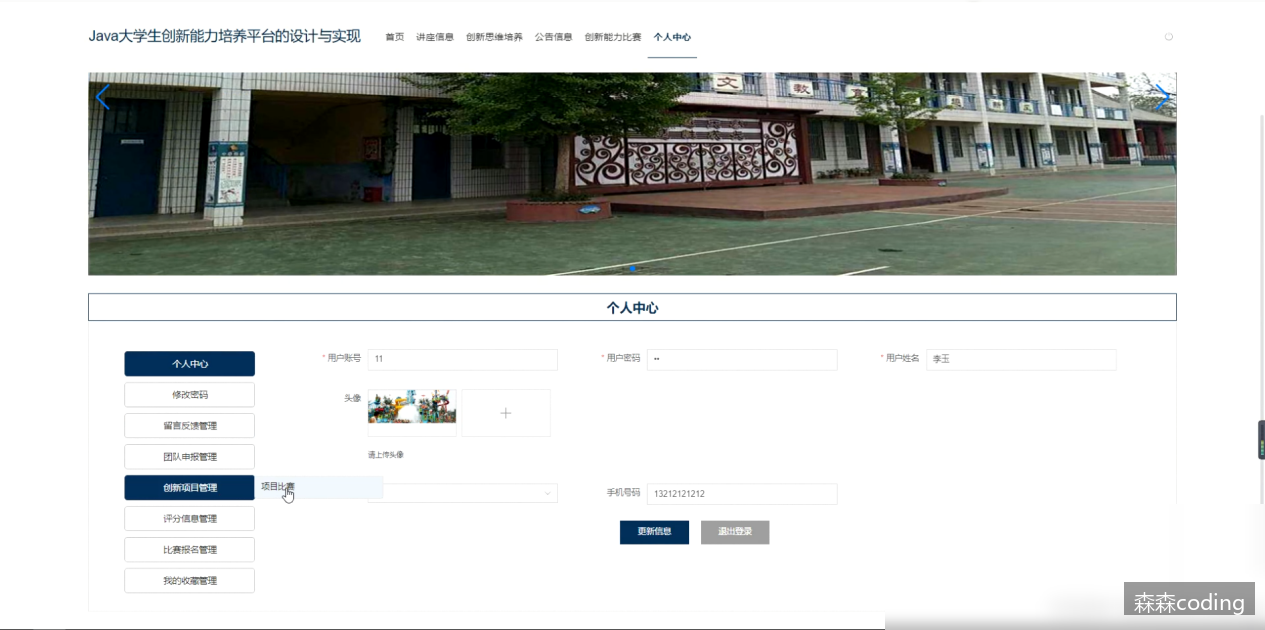 Java大学生创新能力培养平台的设计与实现
首页 讲座信息 创新思维培养 公告信息 创新能力比赛 个人中心
文 教 育
个人中心
个人中心
修改密码
留言反馈管理
团队申报管理
创新项目管理
评分信息管理
比赛报名管理
我的收藏管理
* 用户账号 11
* 用户密码 ••
* 用户姓名 李玉
头像
请上传头像
项目比赛
手机号码 13212121212
更新信息 退出登录
森森coding